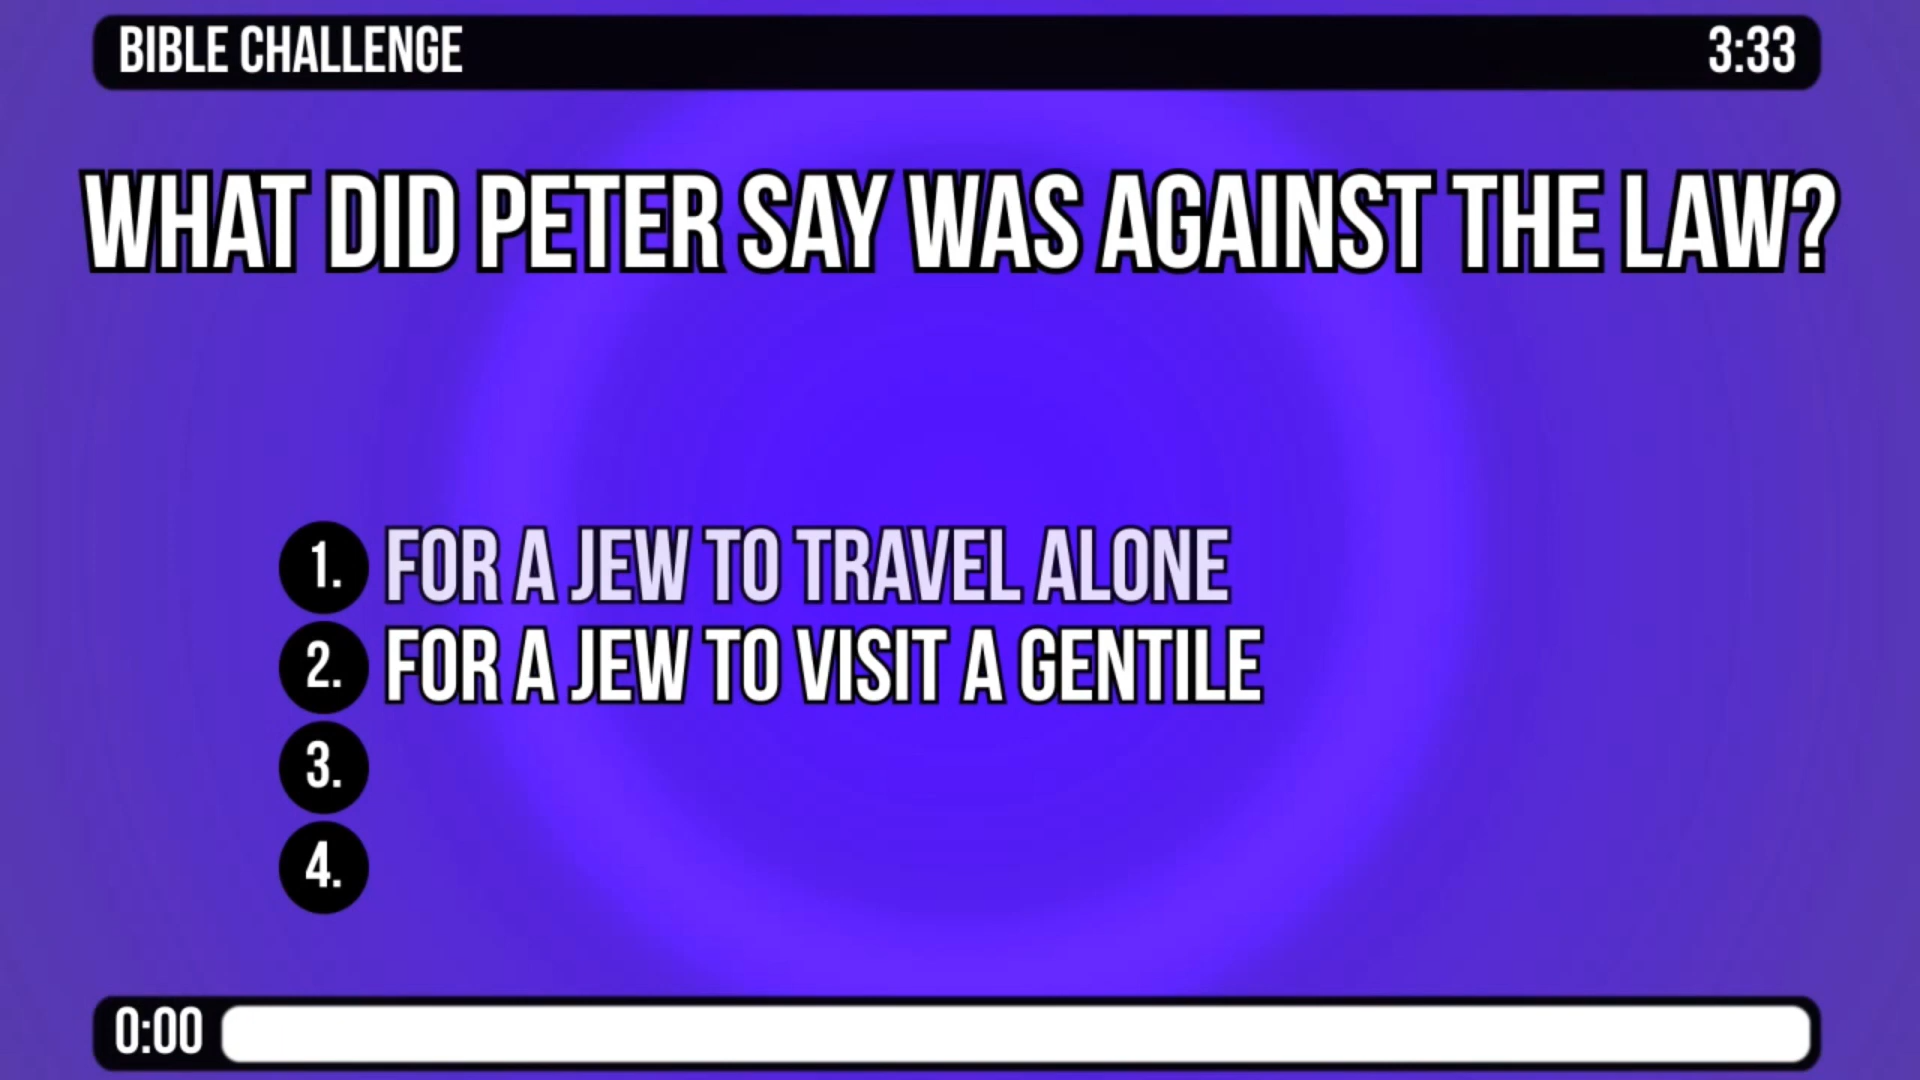 BIBLE CHALLENGE 3:33
WHAT DID PETER SAY WAS AGAINST THE LAW?
1. FOR A JEW TO TRAVEL ALONE
2. FOR A JEW TO VISIT A GENTILE
3.
4.
0:00